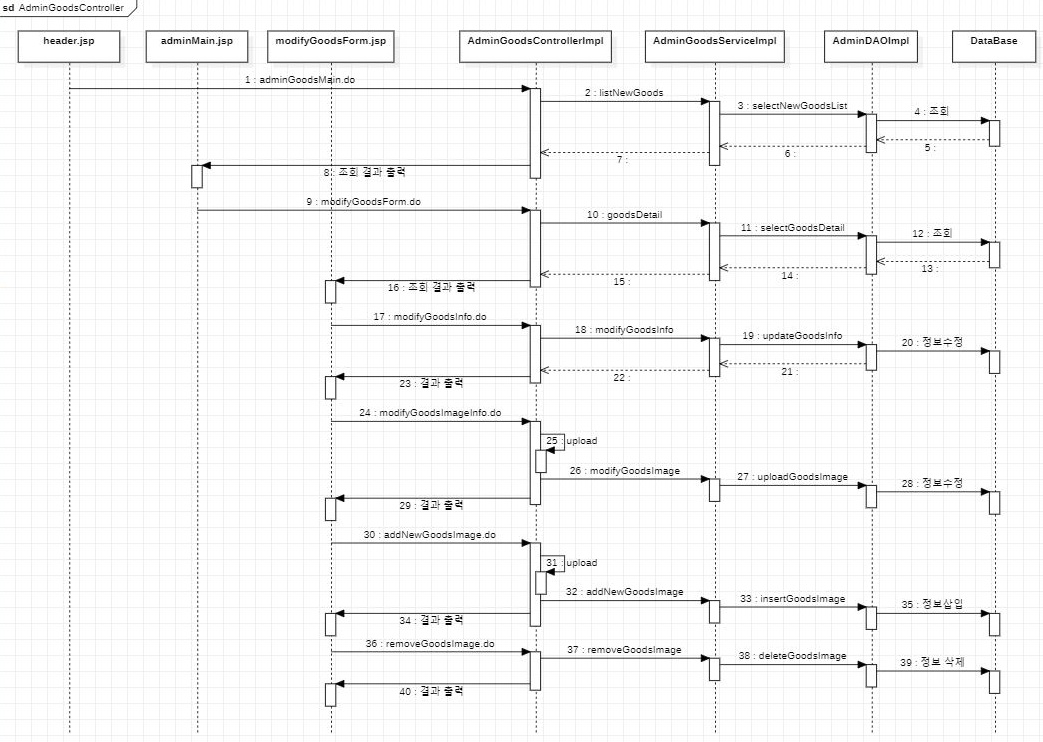 sd AdminGoodsController
header.jsp
adminMain.jsp
modifyGoodsForm.jsp
AdminGoodsControllerImpl
AdminGoodsServiceImpl
AdminDAOImpl
DataBase
1 : adminGoodsMain.do
2 : listNewGoods
3 : selectNewGoodsList
4 : 조회
5 :
6 :
7 :
8 : 조회 결과 출력
9 : modifyGoodsForm.do
10 : goodsDetail
11 : selectGoodsDetail
12 : 조회
13 :
14 :
15 :
16 : 조회 결과 출력
17 : modifyGoodsInfo.do
18 : modifyGoodsInfo
19 : updateGoodsInfo
20 : 정보수정
21 :
22 :
23 : 결과 출력
24 : modifyGoodsImageInfo.do
25 : upload
26 : modifyGoodsImage
27 : uploadGoodsImage
28 : 정보수정
29 : 결과 출력
30 : addNewGoodsImage.do
31 : upload
32 : addNewGoodsImage
33 : insertGoodsImage
35 : 정보삽입
34 : 결과 출력
36 : removeGoodsImage.do
37 : removeGoodsImage
38 : deleteGoodsImage
39 : 정보 삭제
40 : 결과 출력